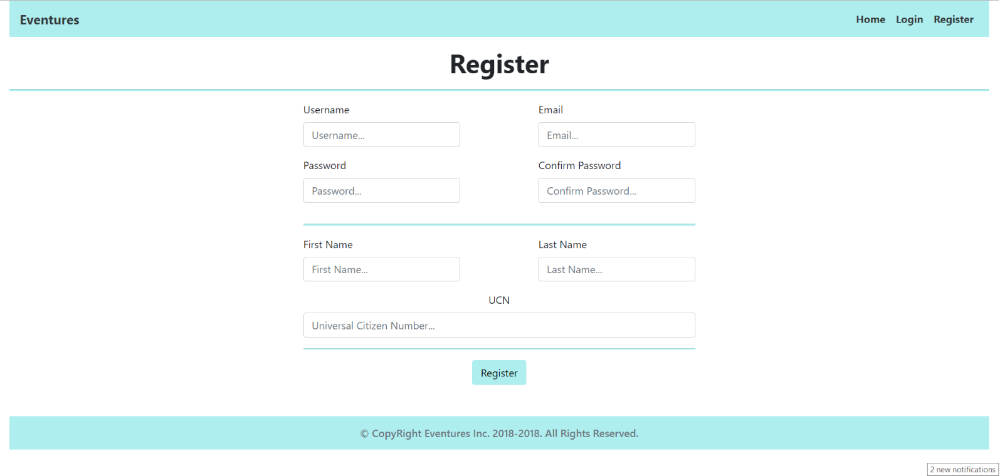 Eventures Home Login Register
Register
Username Email
Username... Email...
Password Confirm Password
Password... Confirm Password...
First Name Last Name
First Name... Last Name...
UCN
Universal Citizen Number...
Register
© CopyRight Eventures Inc. 2018-2018. All Rights Reserved.
2 new notifications